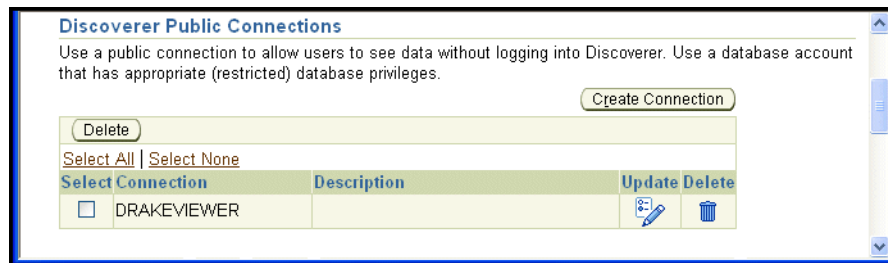 Discoverer Public Connections
Use a public connection to allow users to see data without logging into Discoverer. Use a database account
that has appropriate (restricted) database privileges.
Create Connection
Delete
Select All | Select None
Select Connection Description Update Delete
DRAKEVIEWER